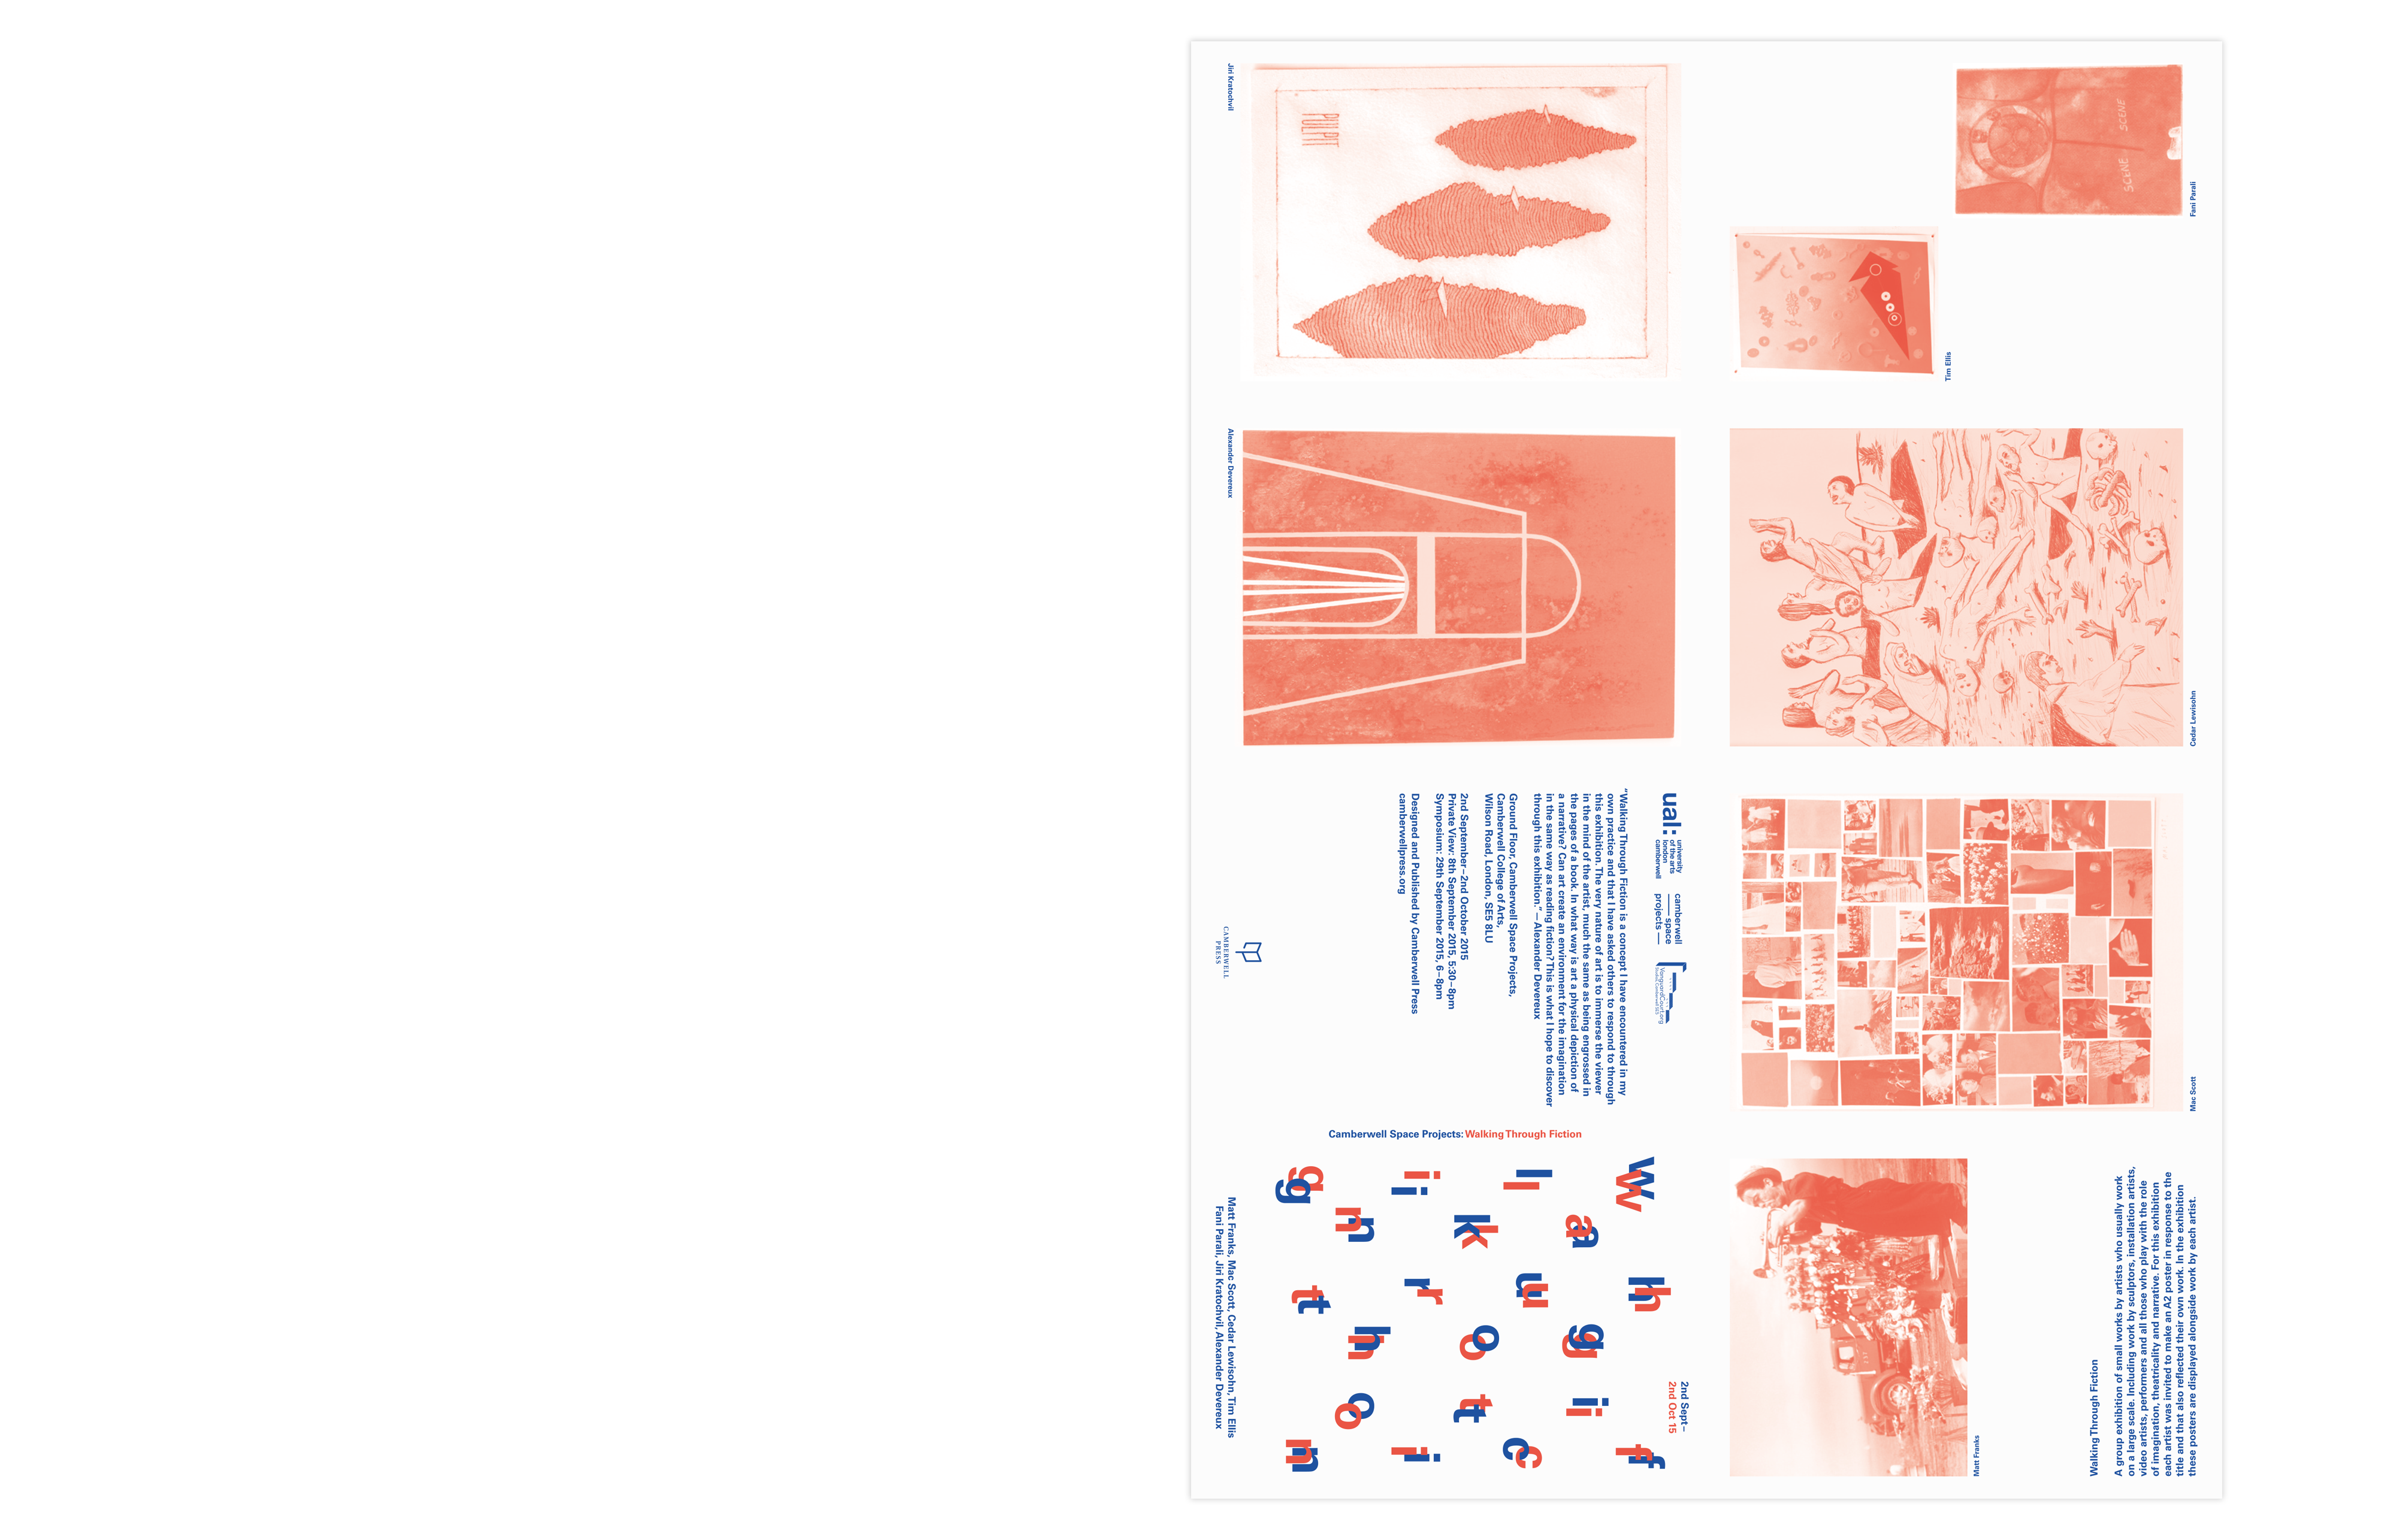 Jiri Kratochvil
PULPIT
SCENE
SCENE
Fani Parali
Tim Ellis
Alexander Devereux
Cedar Lewisohn
ual:
university
of the arts
london
camberwell
camberwell
space
projects
VanguardCourt.org
"Walking Through Fiction is a concept I have encountered in my
own practice and that I have asked others to respond to through
this exhibition. The very nature of art is to immerse the viewer
in the mind of the artist, much the same as being engrossed in
the pages of a book. In what way is art a physical depiction of
a narrative? Can art create an environment for the imagination
in the same way as reading fiction? This is what I hope to discover
through this exhibition." — Alexander Devereux
Ground Floor, Camberwell Space Projects,
Camberwell College of Arts,
Wilson Road, London, SE5 8LU
2nd September–2nd October 2015
Private View: 8th September 2015, 5:30–8pm
Symposium: 29th September 2015, 6–8pm
Designed and Published by Camberwell Press
camberwellpress.org
CAMBERWELL
PRESS
Mac Scott
Camberwell Space Projects: Walking Through Fiction
2nd Sept–
2nd Oct 15
W a l k i n g
t h r o u g h
f i c t i o n
Matt Franks, Mac Scott, Cedar Lewisohn, Tim Ellis
Fani Parali, Jiri Kratochvil, Alexander Devereux
Matt Franks
Walking Through Fiction
A group exhibition of small works by artists who usually work
on a large scale. Including work by sculptors, installation artists,
video artists, performers and all those who play with the role
of imagination, theatricality and narrative. For this exhibition
each artist was invited to make an A2 poster in response to the
title and that also reflected their own work. In the exhibition
these posters are displayed alongside work by each artist.